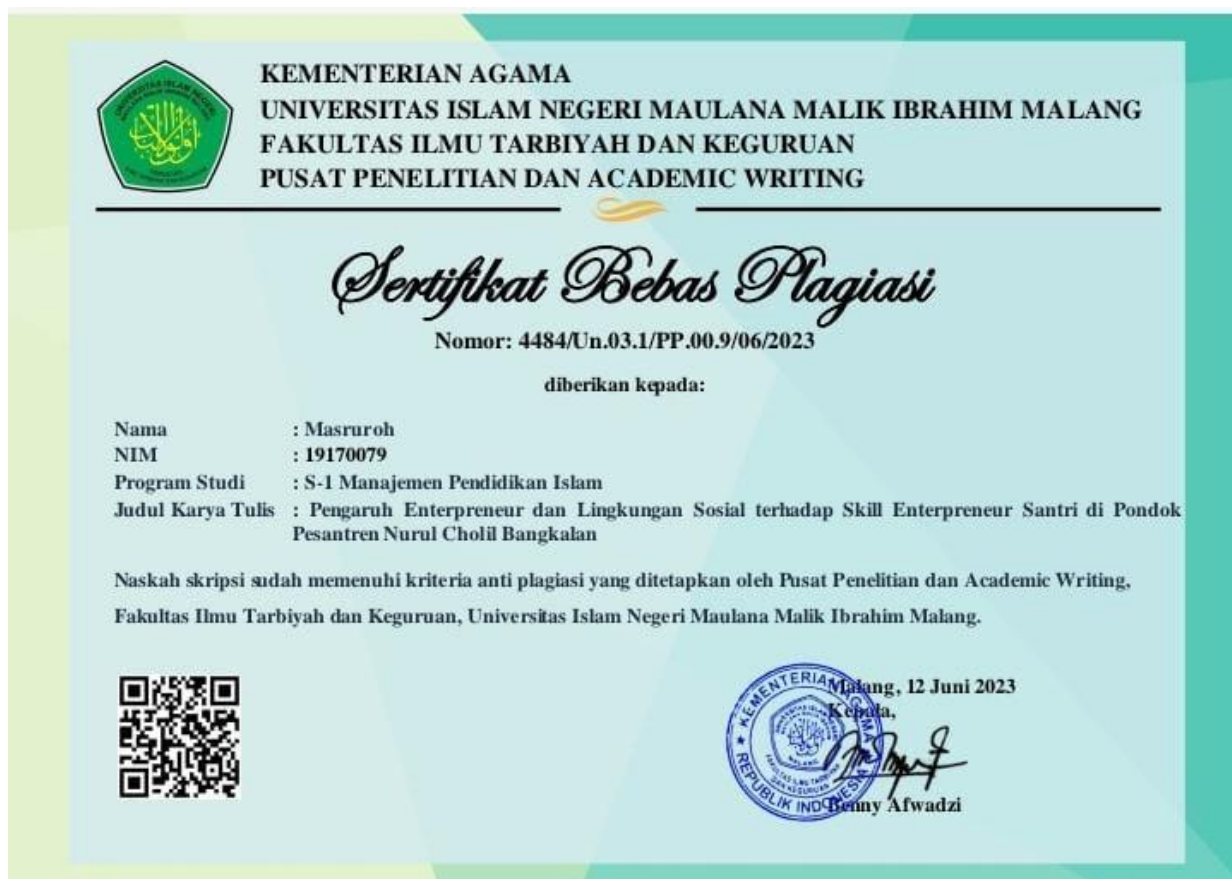 KEMENTERIAN AGAMA
UNIVERSITAS ISLAM NEGERI MAULANA MALIK IBRAHIM MALANG
FAKULTAS ILMU TARBIYAH DAN KEGURUAN
PUSAT PENELITIAN DAN ACADEMIC WRITING
Sertifikat Bebas Plagiasi
Nomor: 4484/Un.03.1/PP.00.9/06/2023
diberikan kepada:
Nama : Masruroh
NIM : 19170079
Program Studi : S-1 Manajemen Pendidikan Islam
Judul Karya Tulis : Pengaruh Enterpreneur dan Lingkungan Sosial terhadap Skill Enterpreneur Santri di Pondok
Pesantren Nurul Cholil Bangkalan
Naskah skripsi sudah memenuhi kriteria anti plagiasi yang ditetapkan oleh Pusat Penelitian dan Academic Writing,
Fakultas Ilmu Tarbiyah dan Keguruan, Universitas Islam Negeri Maulana Malik Ibrahim Malang.
Malang, 12 Juni 2023
Kepala,
KEMENTERIAN AGAMA
REPUBLIK INDONESIA
Benny Afwadzi